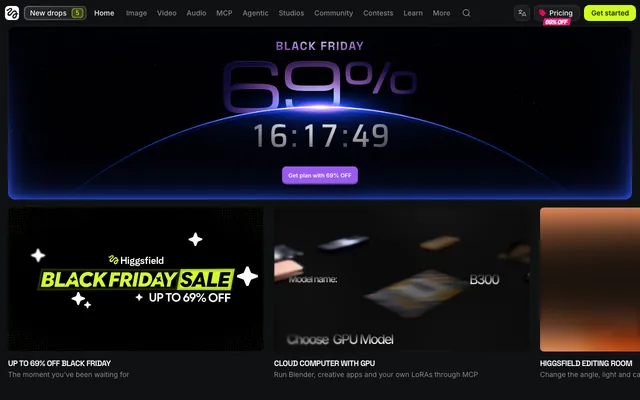 New drops 5 Home Image Video Audio MCP Agentic Studios Community Contests Learn More Pricing Get started
69% OFF
BLACK FRIDAY
69%
16:17:49
Get plan with 69% OFF
Higgsfield
BLACK FRIDAY SALE
UP TO 69% OFF
Model name: B300
Choose GPU Model
UP TO 69% OFF BLACK FRIDAY
The moment you've been waiting for
CLOUD COMPUTER WITH GPU
Run Blender, creative apps and your own LoRAs through MCP
HIGGSFIELD EDITING ROOM
Change the angle, light and ca